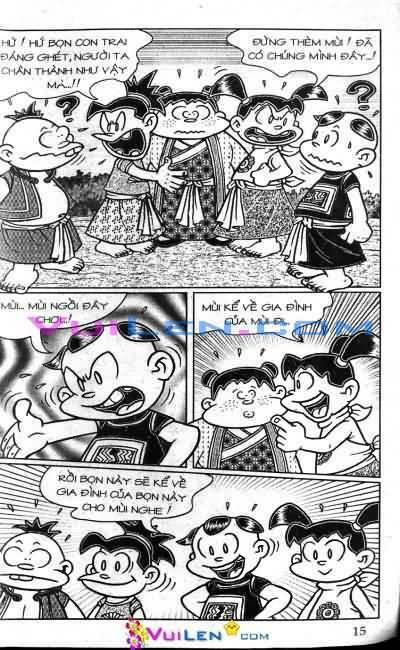 HỨ! HỨ BỌN CON TRAI
ĐÁNG GHÉT, NGƯỜI TA
CHÂN THÀNH NHƯ VẬY
MÀ...!!
ĐỪNG THÈM MÙI! ĐÃ
CÓ CHÚNG MÌNH ĐÂY...!
?
?
MÙI... MÙI NGỒI ĐÂY
CHƠI...!
MÙI KỂ VỀ GIA ĐÌNH
CỦA MÙI ĐI...
VUILEN.COM
RỒI BỌN NÀY SẼ KỂ VỀ
GIA ĐÌNH CỦA BỌN NÀY
CHO MÙI NGHE!
15
VUILEN.COM